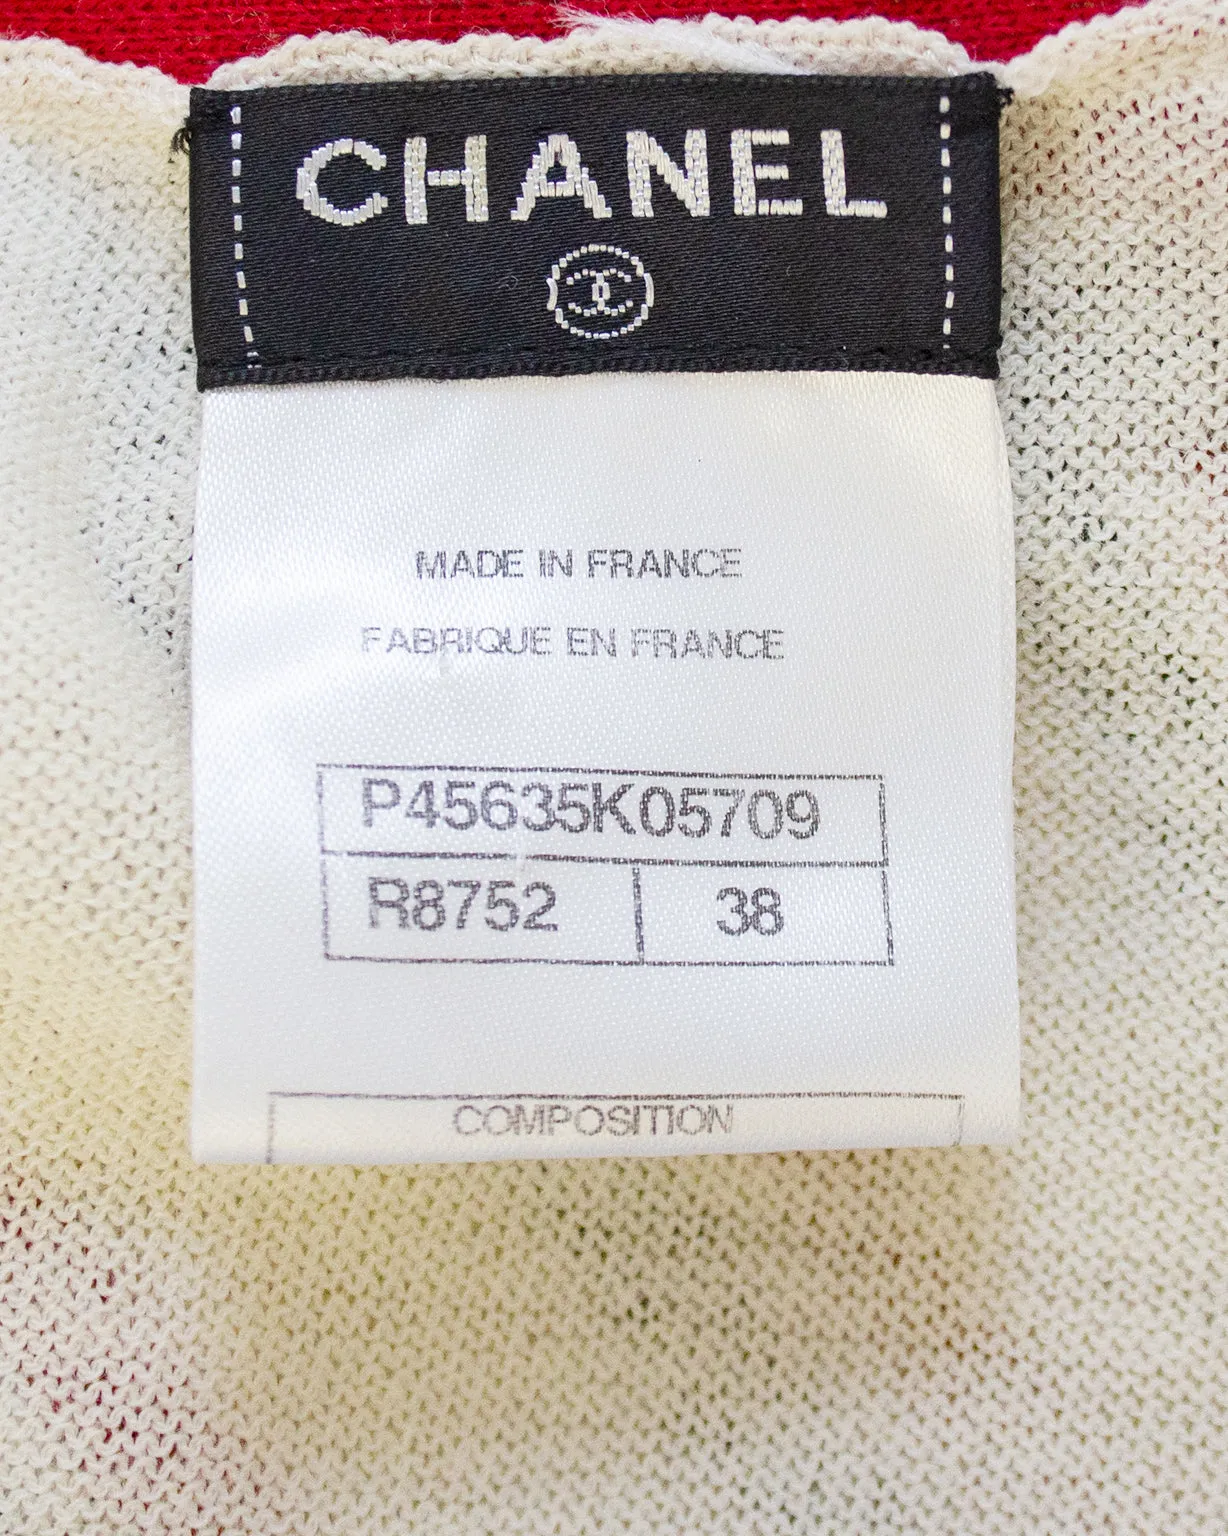 CHANEL
MADE IN FRANCE
FABRIQUE EN FRANCE
P45635K05709
R8752 38
COMPOSITION